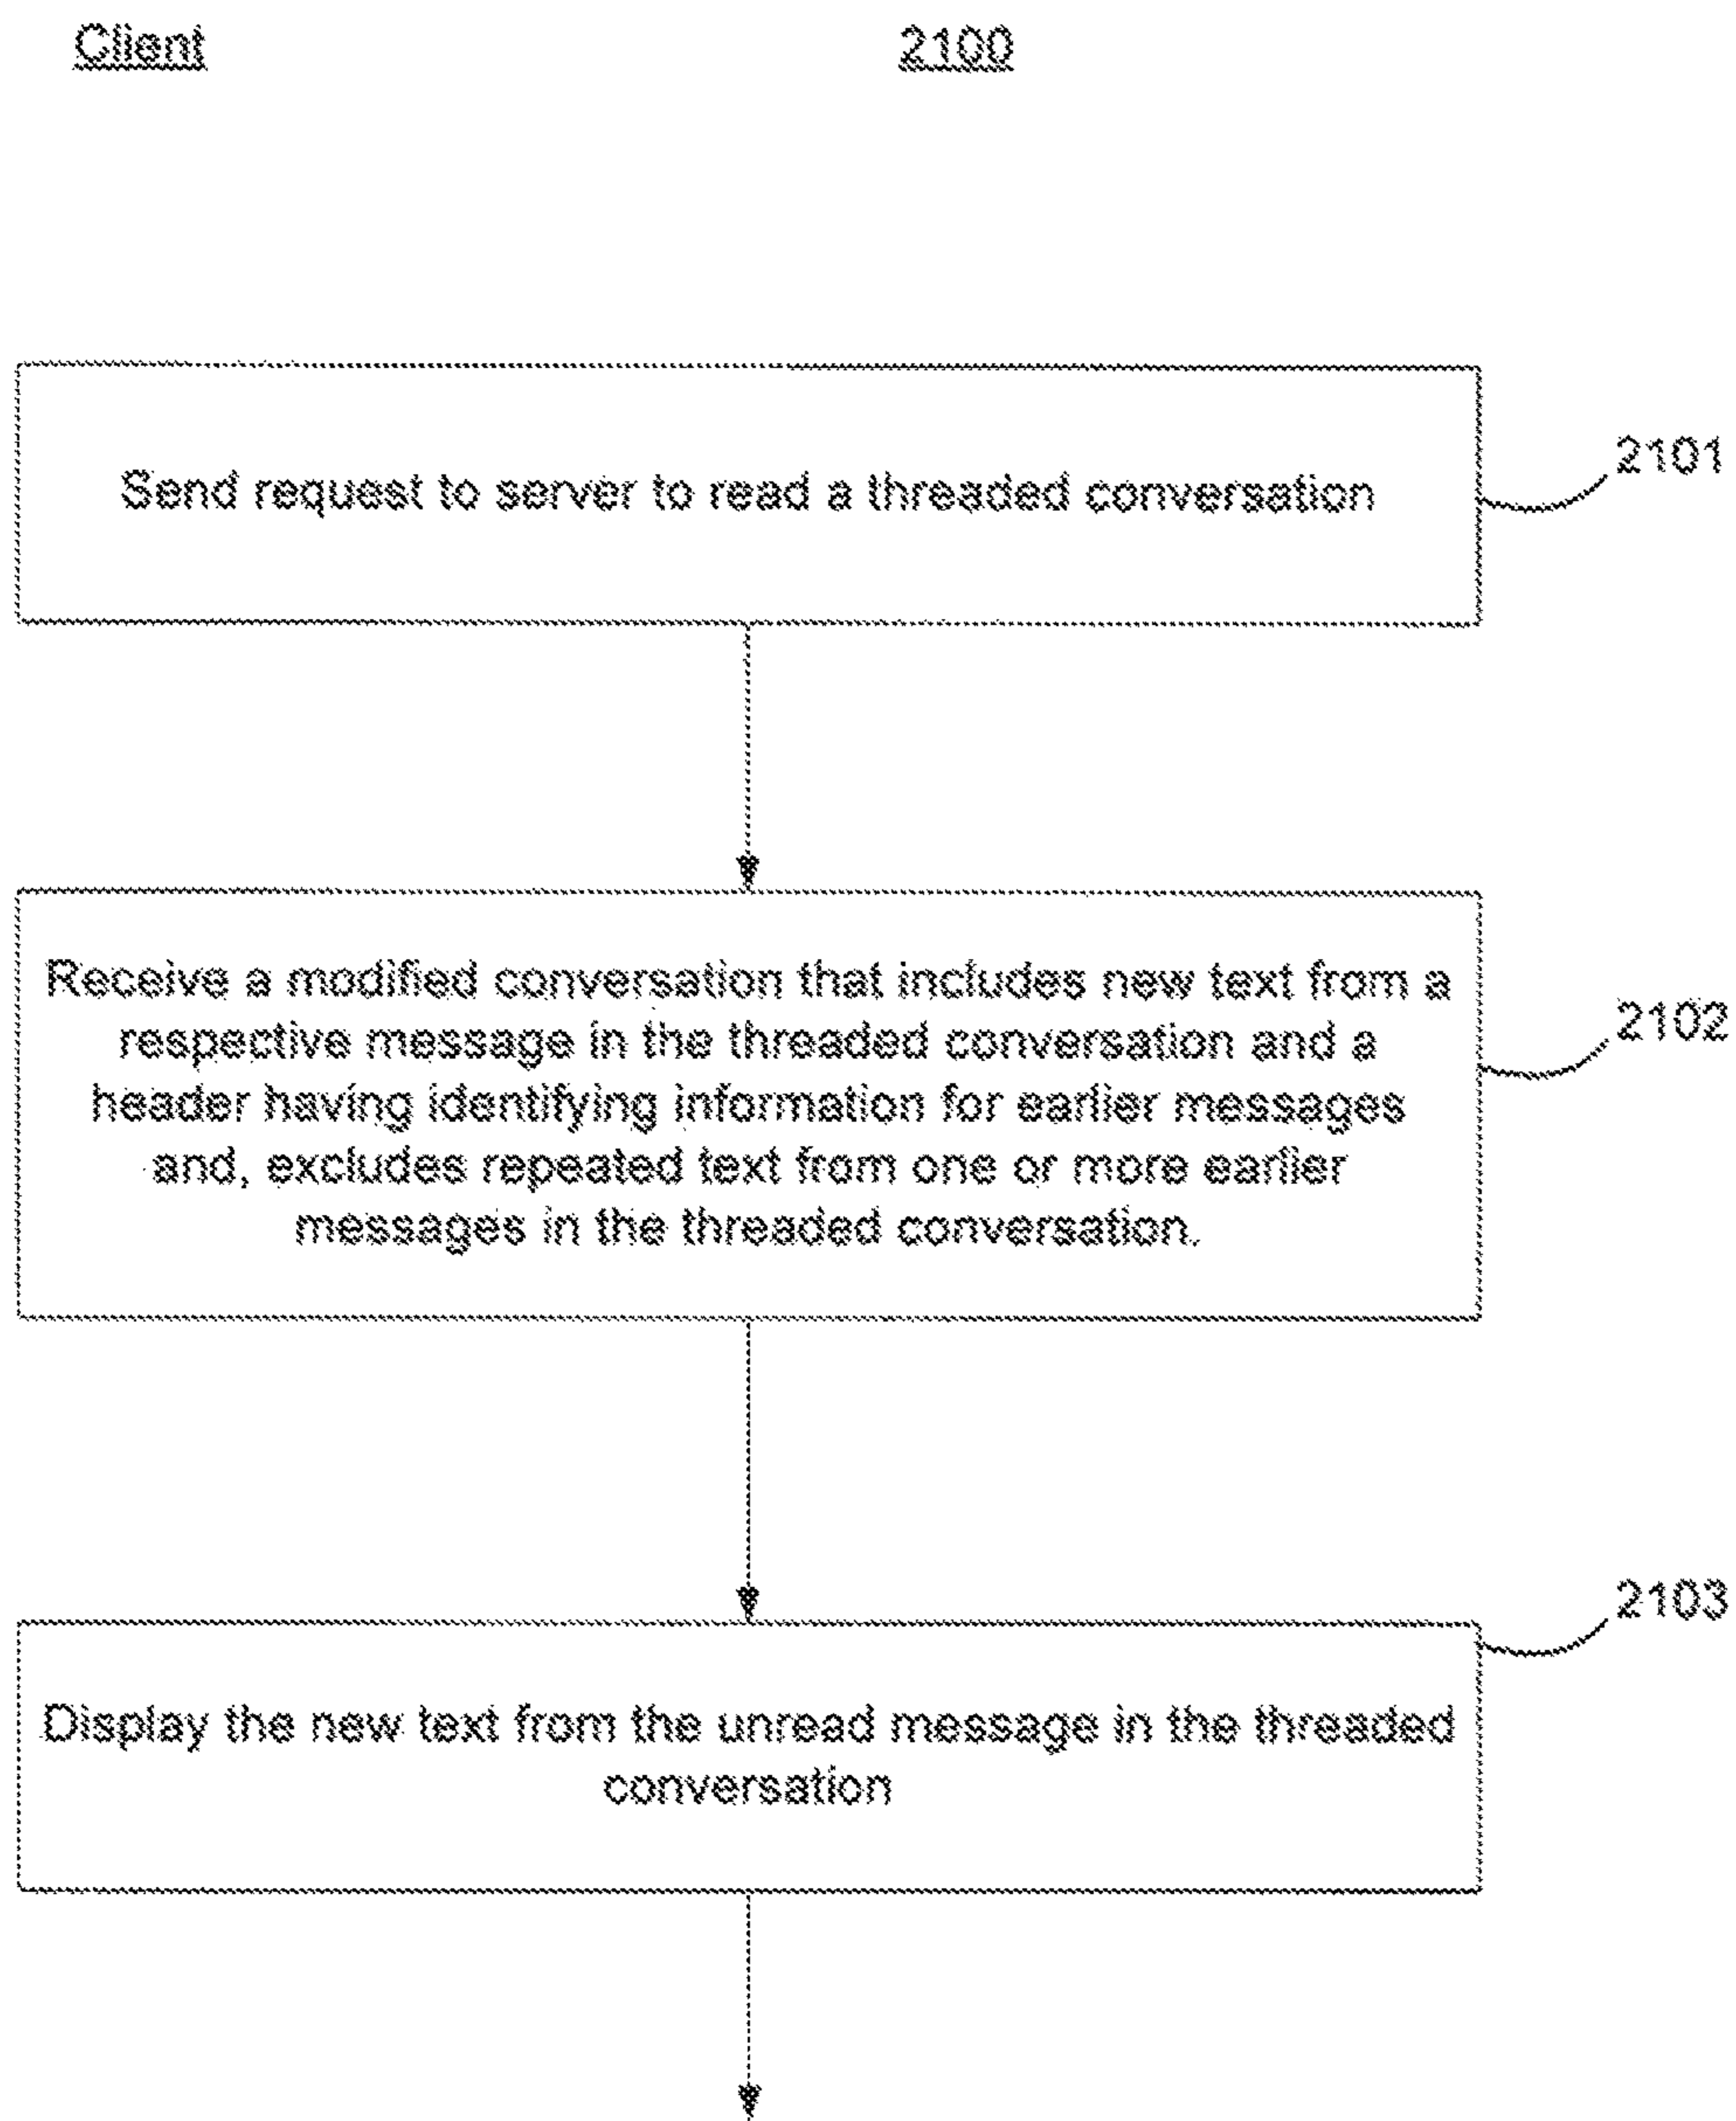 Client 2100
Send request to server to read a threaded conversation
2101
Receive a modified conversation that includes new text from a
respective message in the threaded conversation and a
header having identifying information for earlier messages
and, excludes repeated text from one or more earlier
messages in the threaded conversation.
2102
2103
Display the new text from the unread message in the threaded
conversation